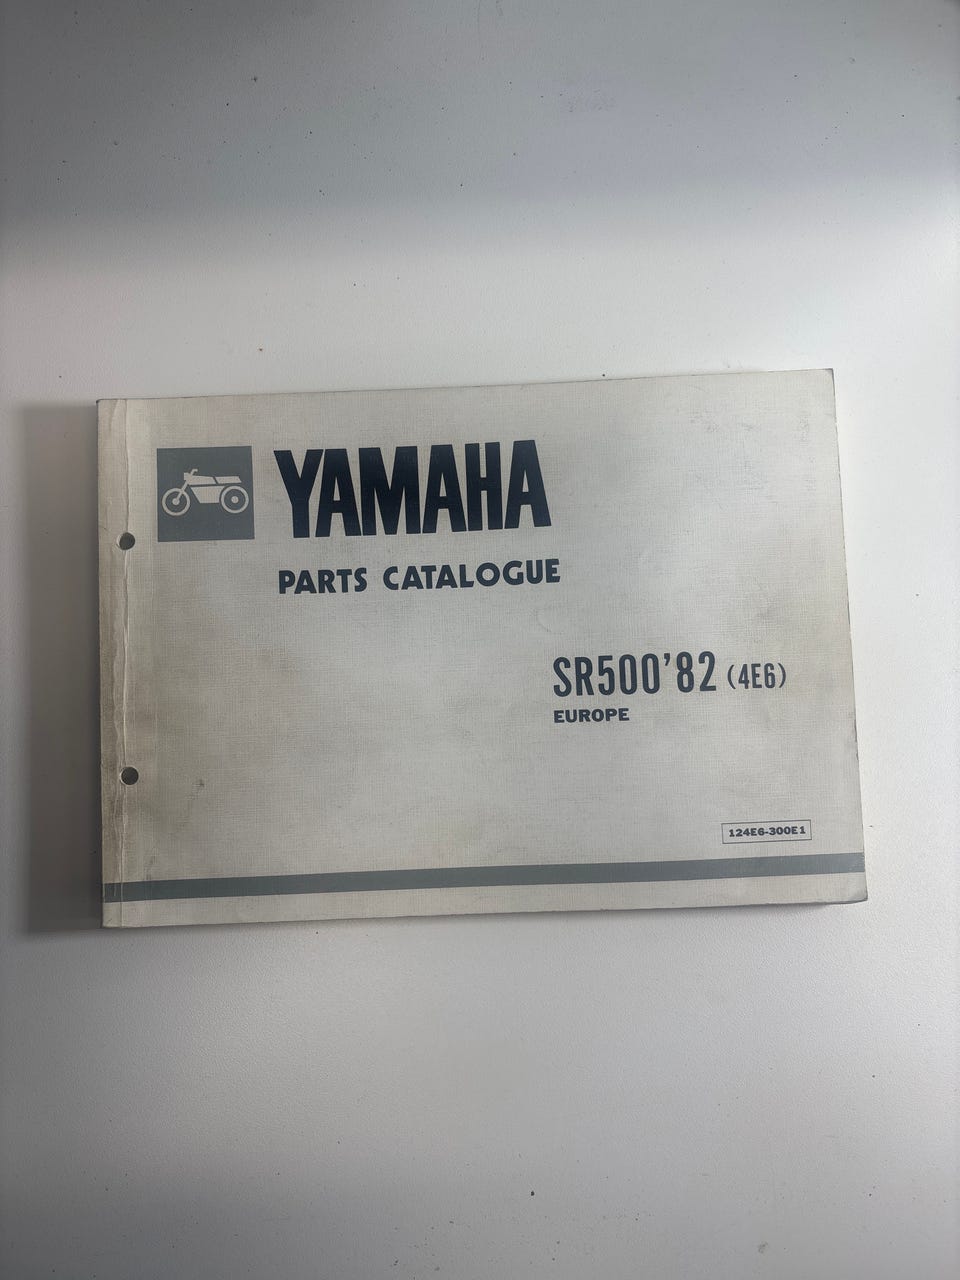 YAMAHA
PARTS CATALOGUE
SR500'82 (4E6)
EUROPE
124E6-300E1